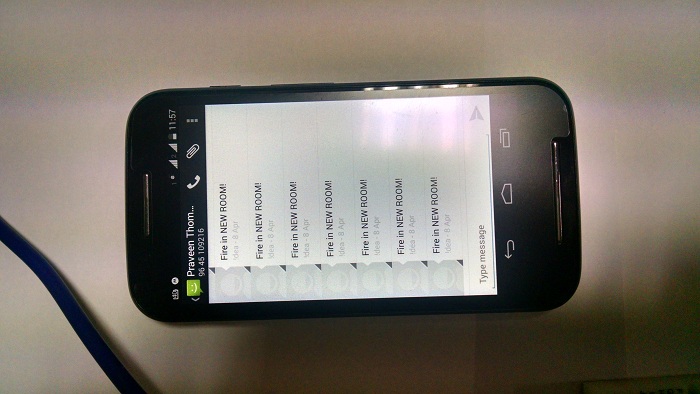 11:57
Praveen Thom...
96 45 109216
Fire in NEW ROOM!
Idea - 8 Apr
Fire in NEW ROOM!
Idea - 8 Apr
Fire in NEW ROOM!
Idea - 8 Apr
Fire in NEW ROOM!
Idea - 8 Apr
Fire in NEW ROOM!
Idea - 8 Apr
Fire in NEW ROOM!
Idea - 8 Apr
Fire in NEW ROOM!
Idea - 8 Apr
Type message